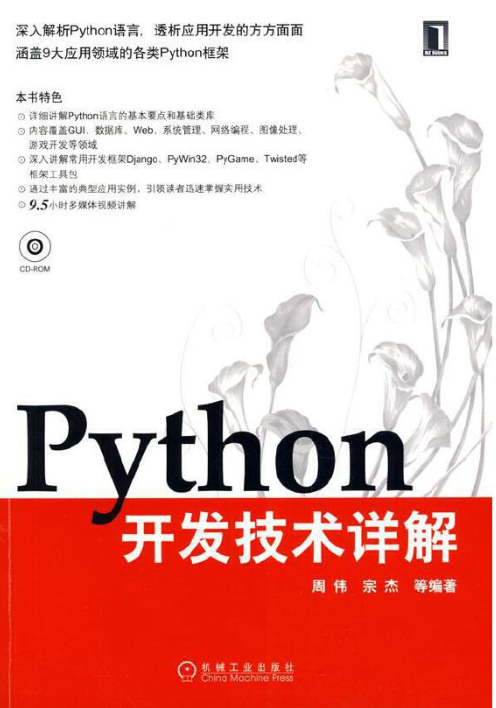 深入解析Python语言，透析应用开发的方方面面
涵盖9大应用领域的各类Python框架
本书特色
详细讲解Python语言的基本要点和基础类库
内容覆盖GUI、数据库、Web、系统管理、网络编程、图像处理、
游戏开发等领域
深入讲解常用开发框架Django、PyWin32、PyGame、Twisted等
框架工具包
通过丰富的典型应用实例，引领读者迅速掌握实用技术
9.5小时多媒体视频讲解
CD-ROM
Python
开发技术详解
周伟 宗杰 等编著
机械工业出版社
China Machine Press